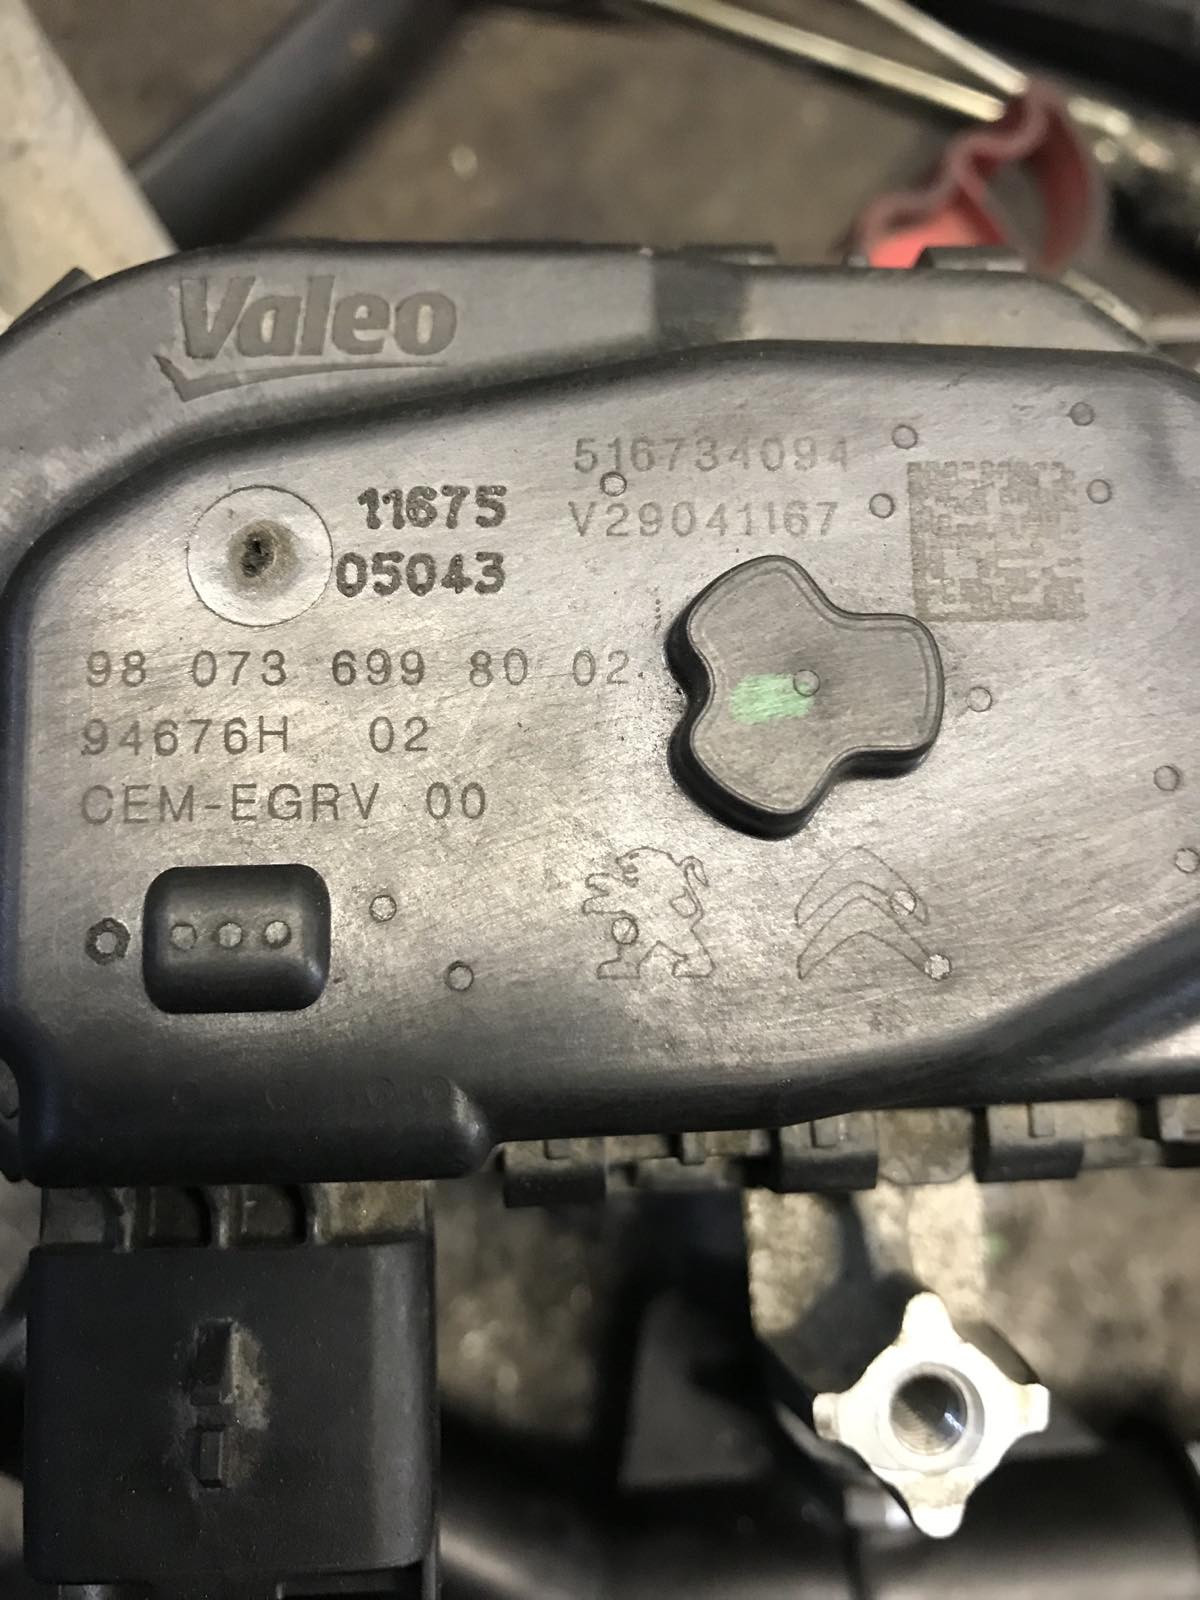 Valeo
516734094
V29041167
11675
05043
98 073 699 80 02
94676H 02
CEM-EGRV 00